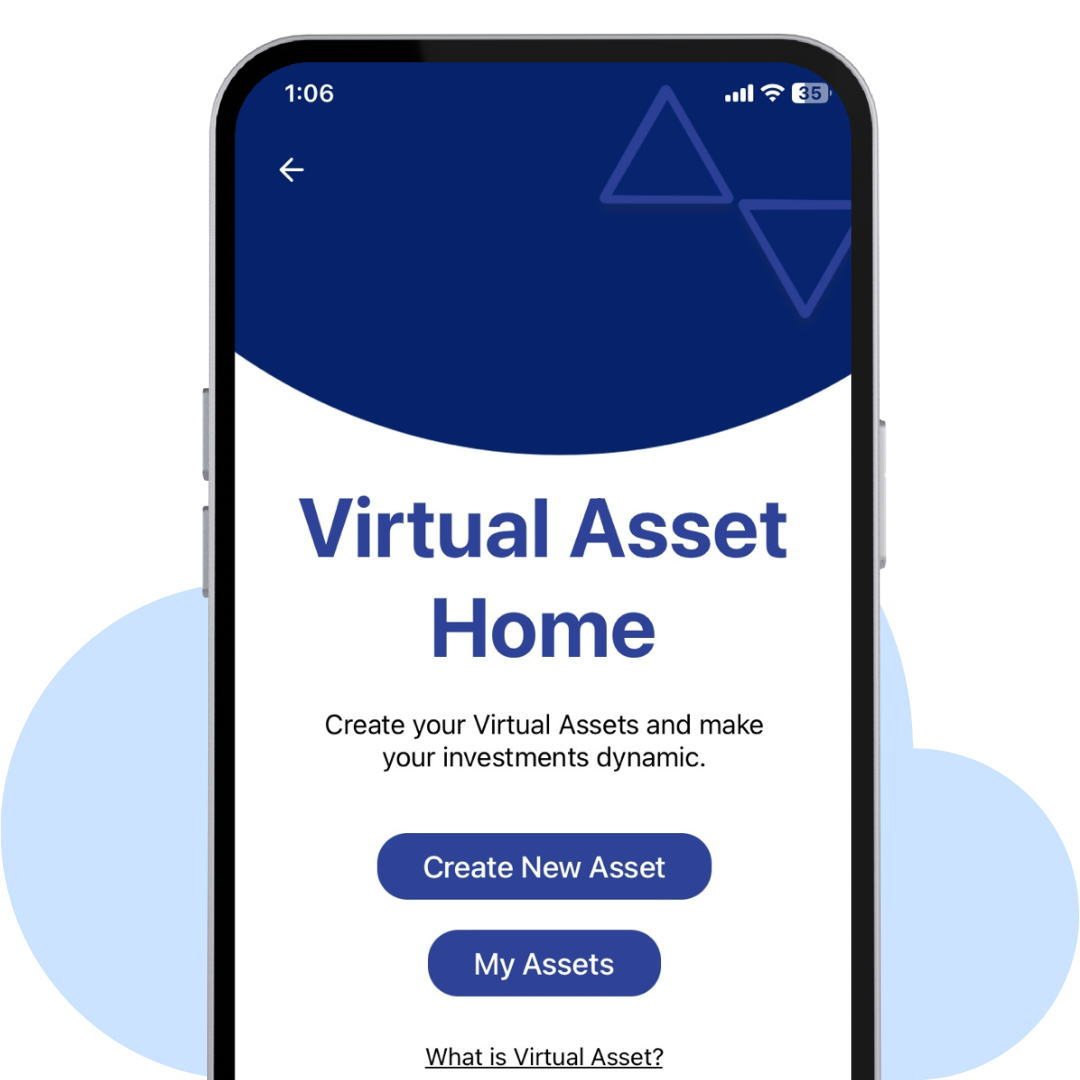 1:06
35
Virtual Asset
Home
Create your Virtual Assets and make
your investments dynamic.
Create New Asset
My Assets
What is Virtual Asset?